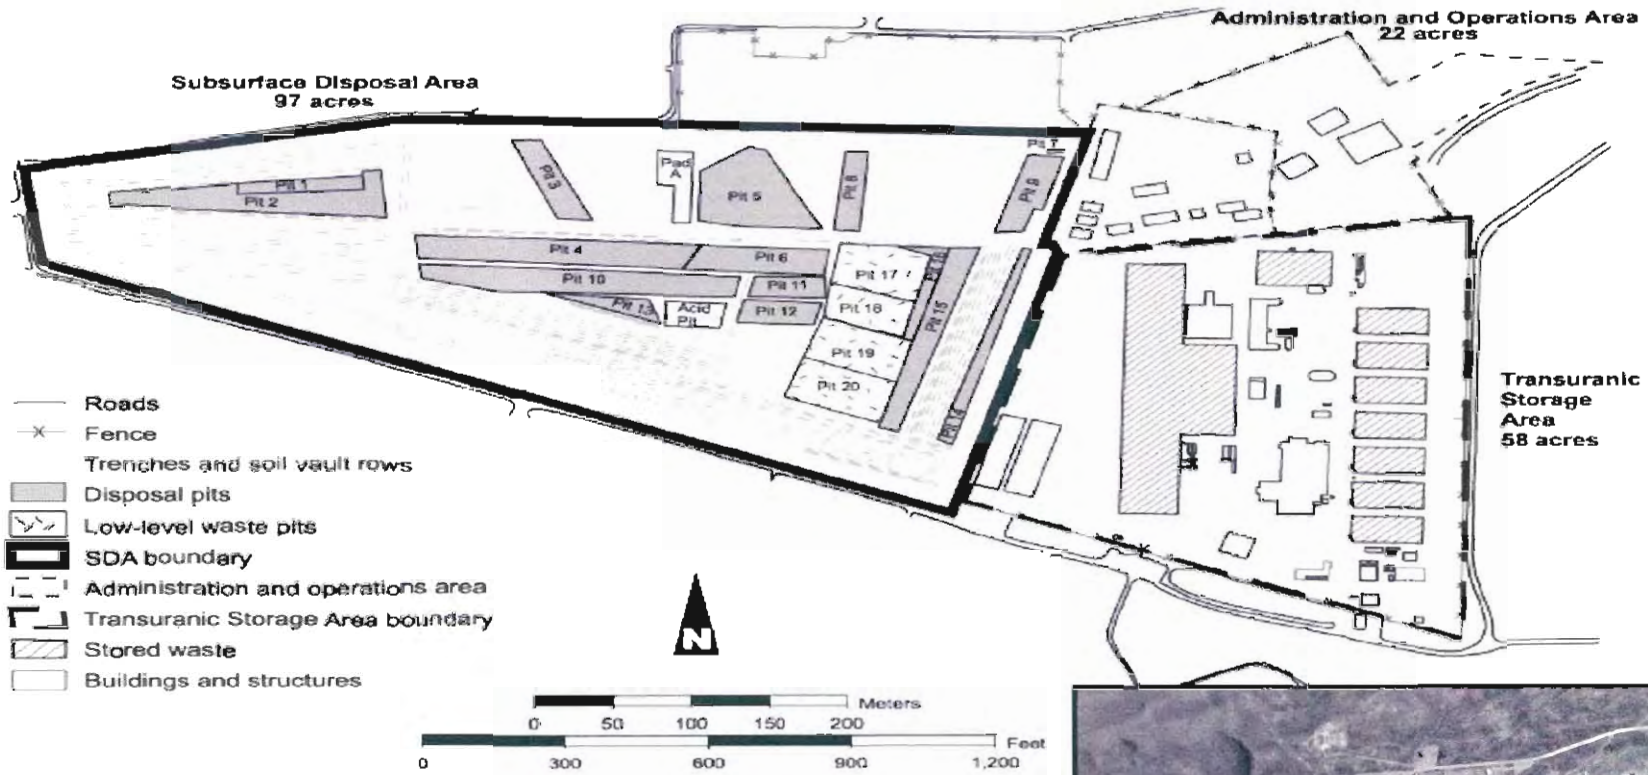 Administration and Operations Area
22 acres
Subsurface Disposal Area
97 acres
Pit 1
Pit 2
Pit 3
Pad
A
Pit 5
Pit 8
Pit 9
Pit 4
Pit 6
Pit 10
Pit 11
Pit 13
Acid
Pit
Pit 12
Pit 17
Pit 16
Pit 18
Pit 15
Pit 19
Pit 20
Pit 14
Transuranic
Storage
Area
58 acres
Roads
Fence
Trenches and soil vault rows
Disposal pits
Low-level waste pits
SDA boundary
Administration and operations area
Transuranic Storage Area boundary
Stored waste
Buildings and structures
N
Meters
0 50 100 150 200
Feet
0 300 600 900 1,200